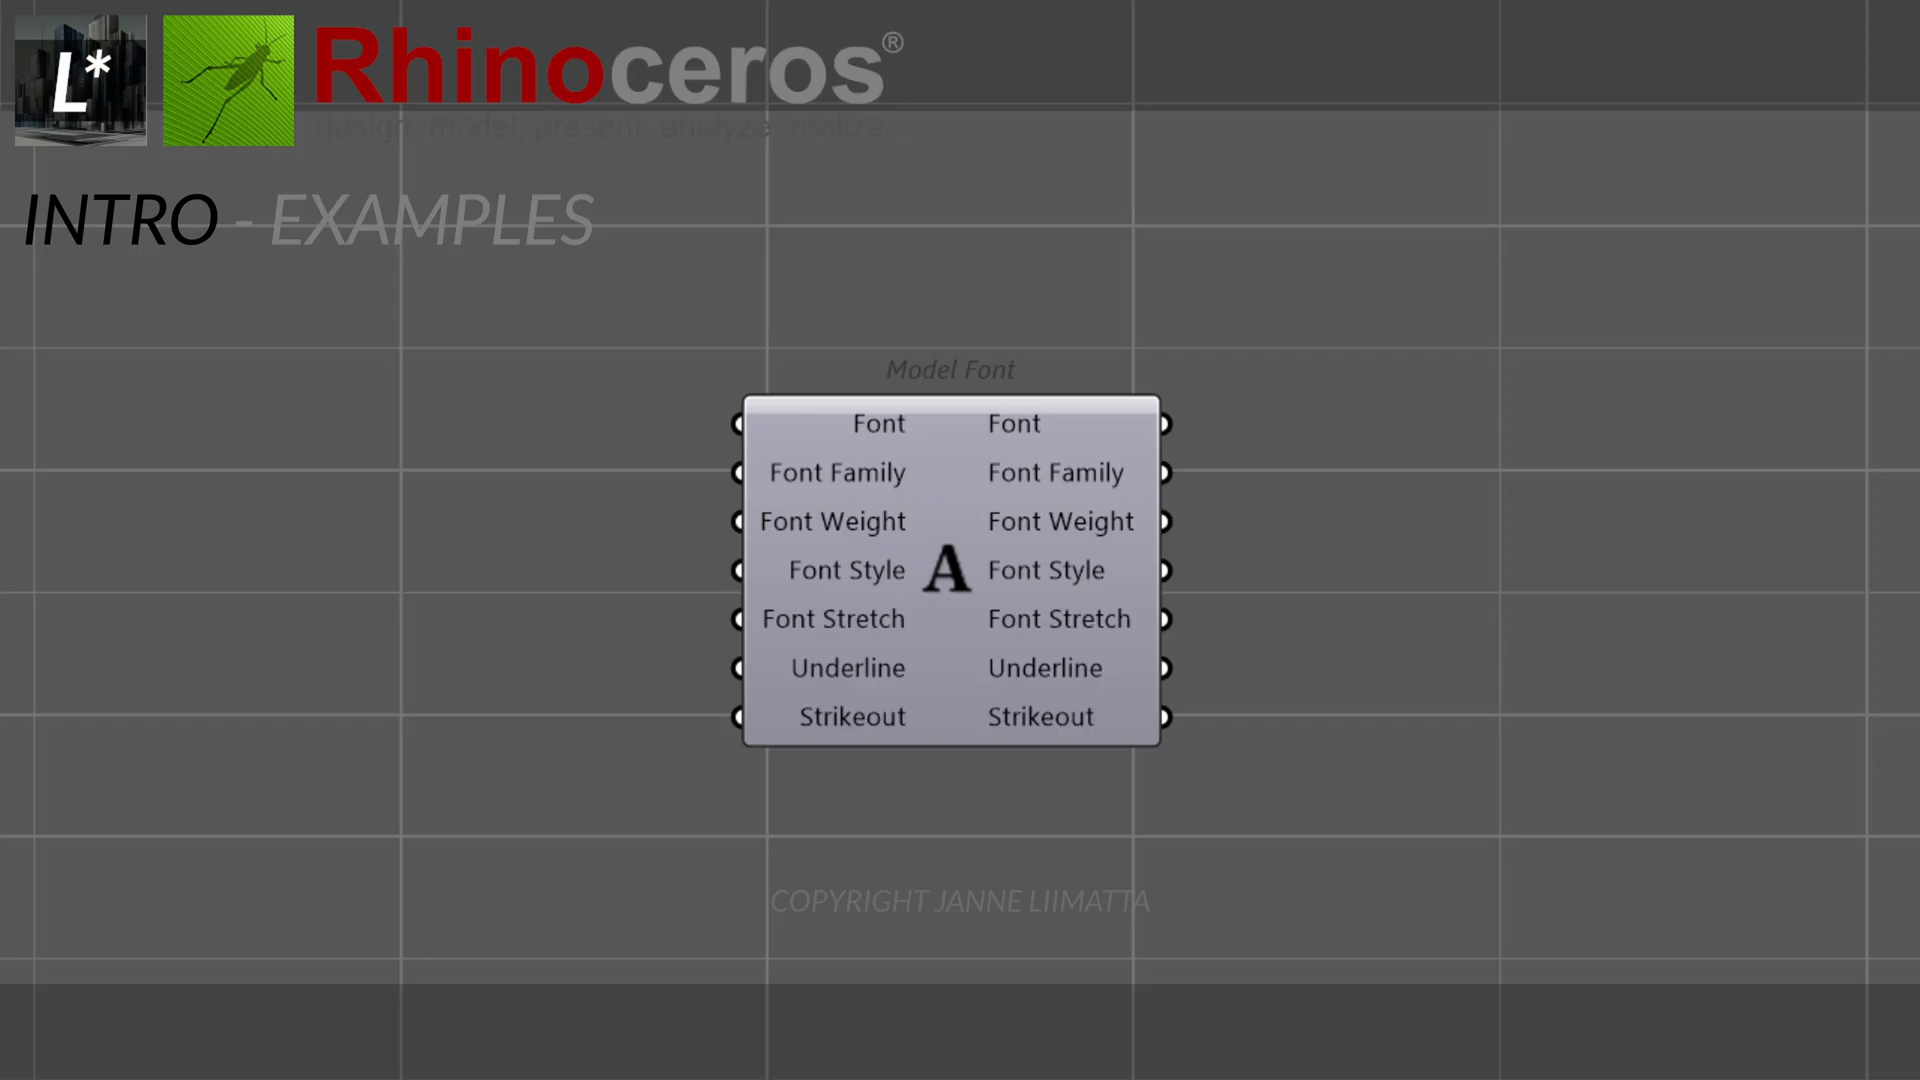 L*
Rhinoceros®
design, model, present, analyze, realize...
INTRO - EXAMPLES
Model Font
Font Font
Font Family Font Family
Font Weight Font Weight
Font Style Font Style
A
Font Stretch Font Stretch
Underline Underline
Strikeout Strikeout
COPYRIGHT JANNE LIIMATTA